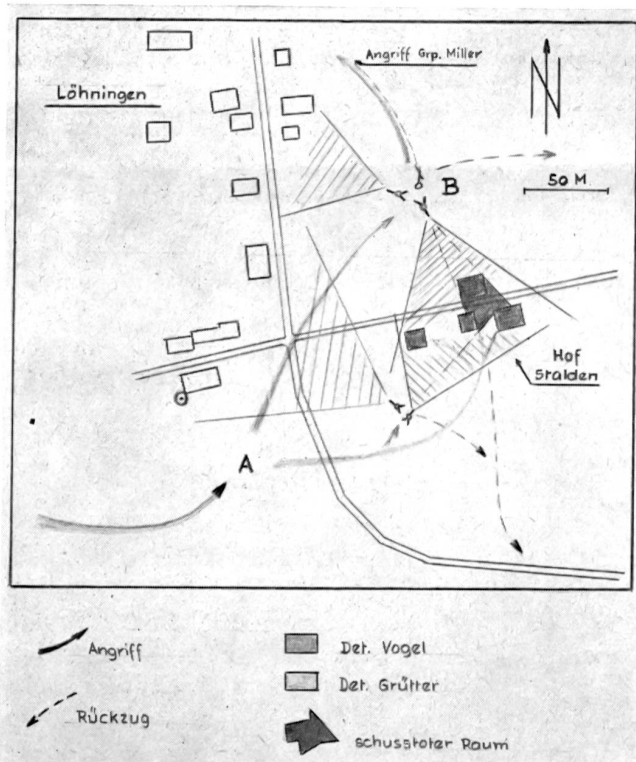 Angriff Grp. Miller
Löhningen
N
B
50 M
Hof
Stalden
A
Angriff
Det. Vogel
Det. Grütter
Rückzug
schusstoter Raum